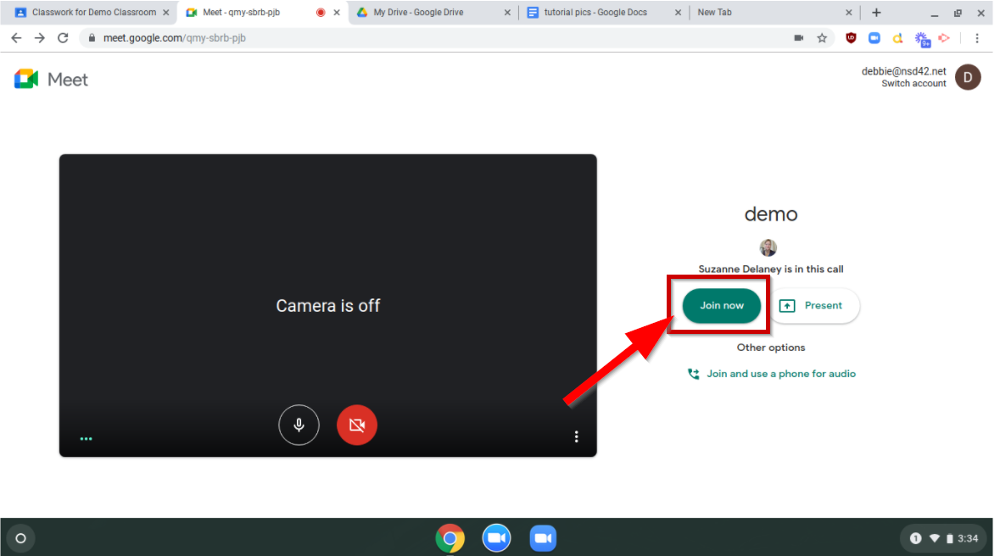 Classwork for Demo Classroom
Meet - qmy-sbrb-pjb
My Drive - Google Drive
tutorial pics - Google Docs
New Tab
meet.google.com/qmy-sbrb-pjb
9+
Meet
debbie@nsd42.net
Switch account
D
Camera is off
demo
Suzanne Delaney is in this call
Join now
Present
Other options
Join and use a phone for audio
1
3:34